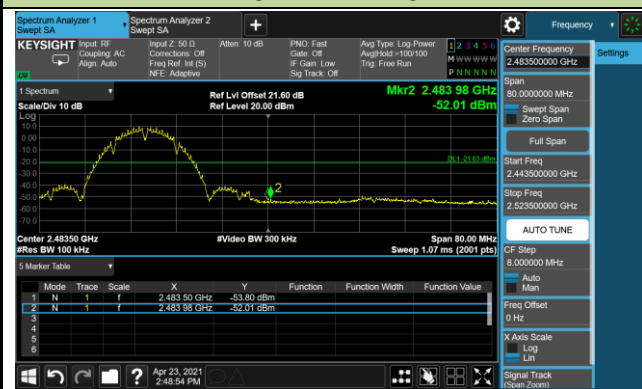 Spectrum Analyzer 1
Swept SA
Spectrum Analyzer 2
Swept SA
+
Frequency
KEYSIGHT
Input: RF
Coupling: AC
Align: Auto
Input Z: 50 Ω
Corrections: Off
Freq Ref: Int (S)
NFE: Adaptive
Atten: 10 dB
PNO: Fast
Gate: Off
IF Gain: Low
Sig Track: Off
Avg Type: Log-Power
Avg|Hold:>100/100
Trig: Free Run
1 2 3 4 5 6
M W W W W W
P N N N N N
LXI
1 Spectrum
Scale/Div 10 dB
Ref Lvl Offset 21.60 dB
Ref Level 20.00 dBm
Mkr2 2.483 98 GHz
-52.01 dBm
Log
10.0
0.00
-10.0
-20.0
-30.0
-40.0
-50.0
-60.0
-70.0
DL1 -21.63 dBm
2
Center 2.48350 GHz
#Res BW 100 kHz
#Video BW 300 kHz
Span 80.00 MHz
Sweep 1.07 ms (2001 pts)
5 Marker Table
Mode Trace Scale X Y Function Function Width Function Value
1 N 1 f 2.483 50 GHz -53.80 dBm
2 N 1 f 2.483 98 GHz -52.01 dBm
3
4
5
6
Center Frequency
2.483500000 GHz
Settings
Span
80.0000000 MHz
Swept Span
Zero Span
Full Span
Start Freq
2.443500000 GHz
Stop Freq
2.523500000 GHz
AUTO TUNE
CF Step
8.000000 MHz
Auto
Man
Freq Offset
0 Hz
X Axis Scale
Log
Lin
Signal Track
(Span Zoom)
?
Apr 23, 2021
2:48:54 PM